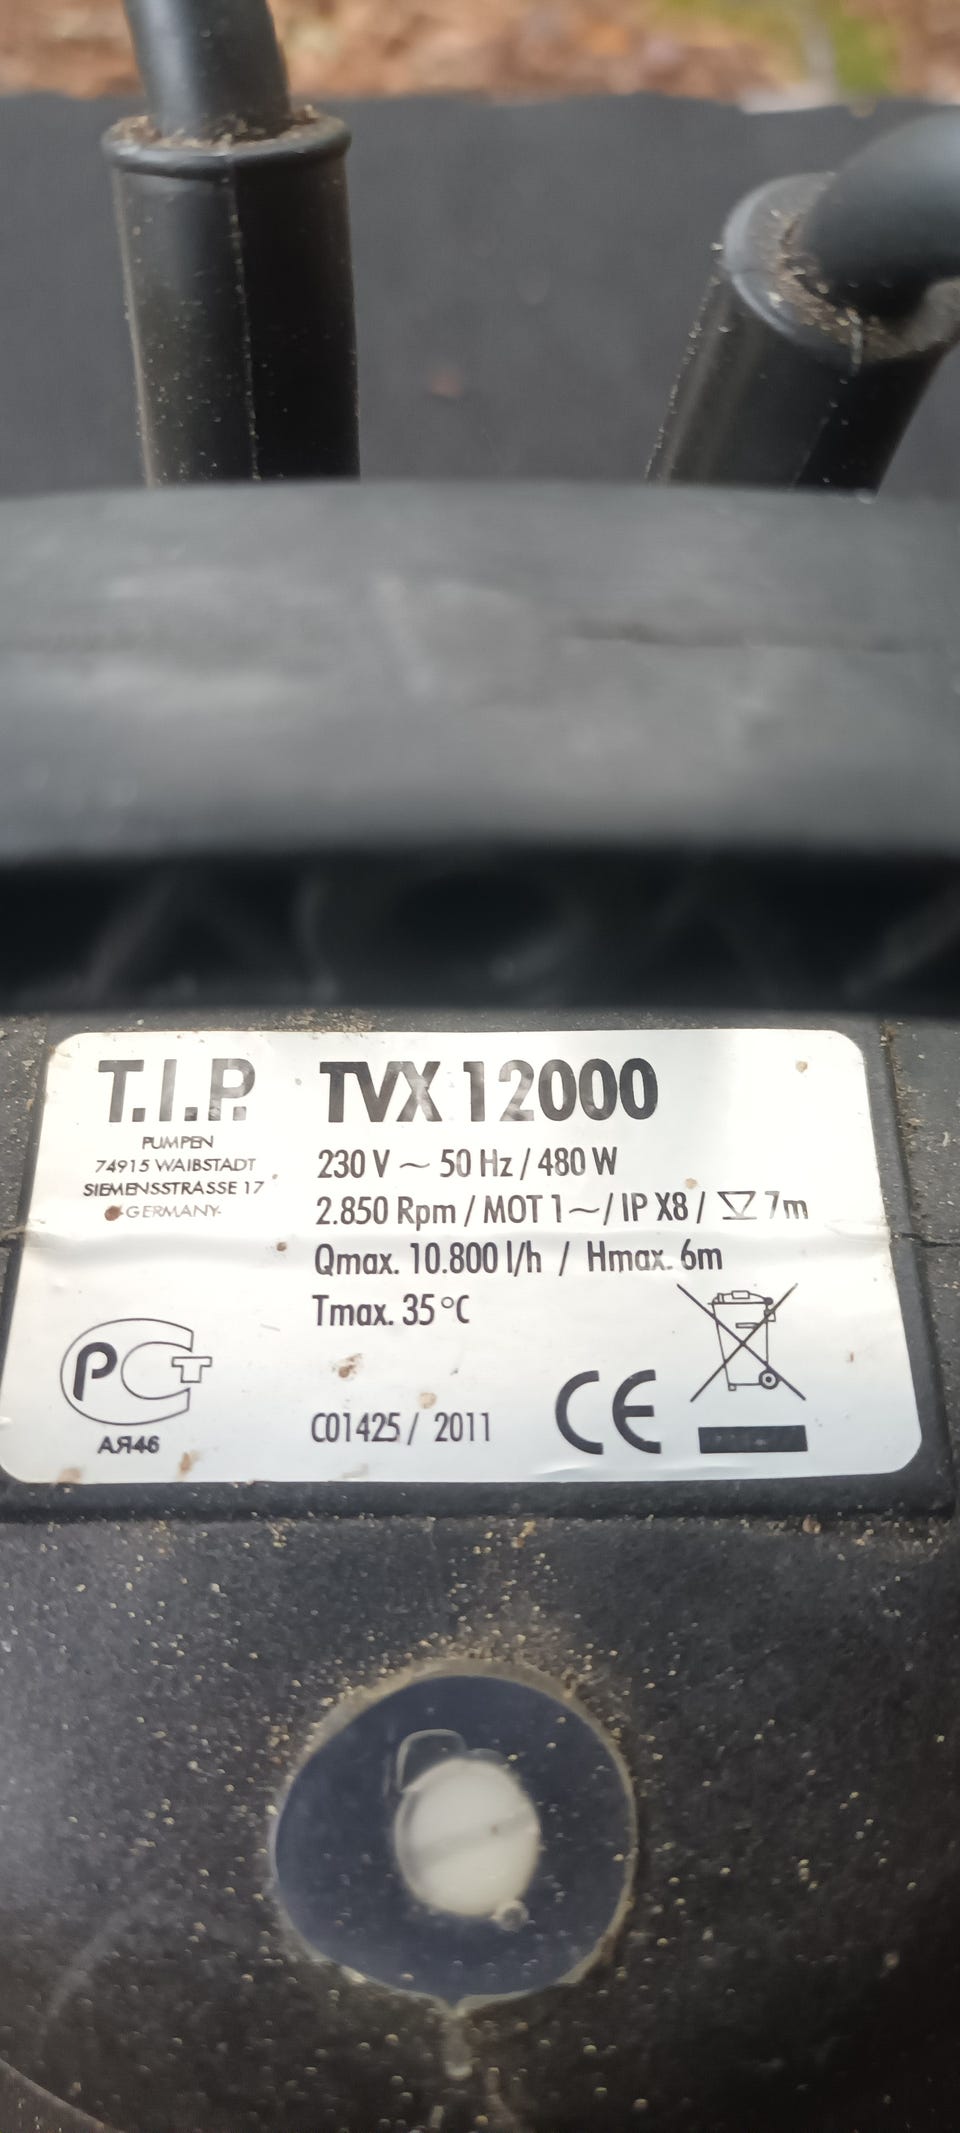 T.I.P.
PUMPEN
74915 WAIBSTADT
SIEMENSSTRASSE 17
GERMANY
TVX 12000
230 V ~ 50 Hz / 480 W
2.850 Rpm / MOT 1~/ IP X8 / 7m
Qmax. 10.800 l/h / Hmax. 6m
Tmax. 35°C
C01425 / 2011
CE
PCT
АЯ46